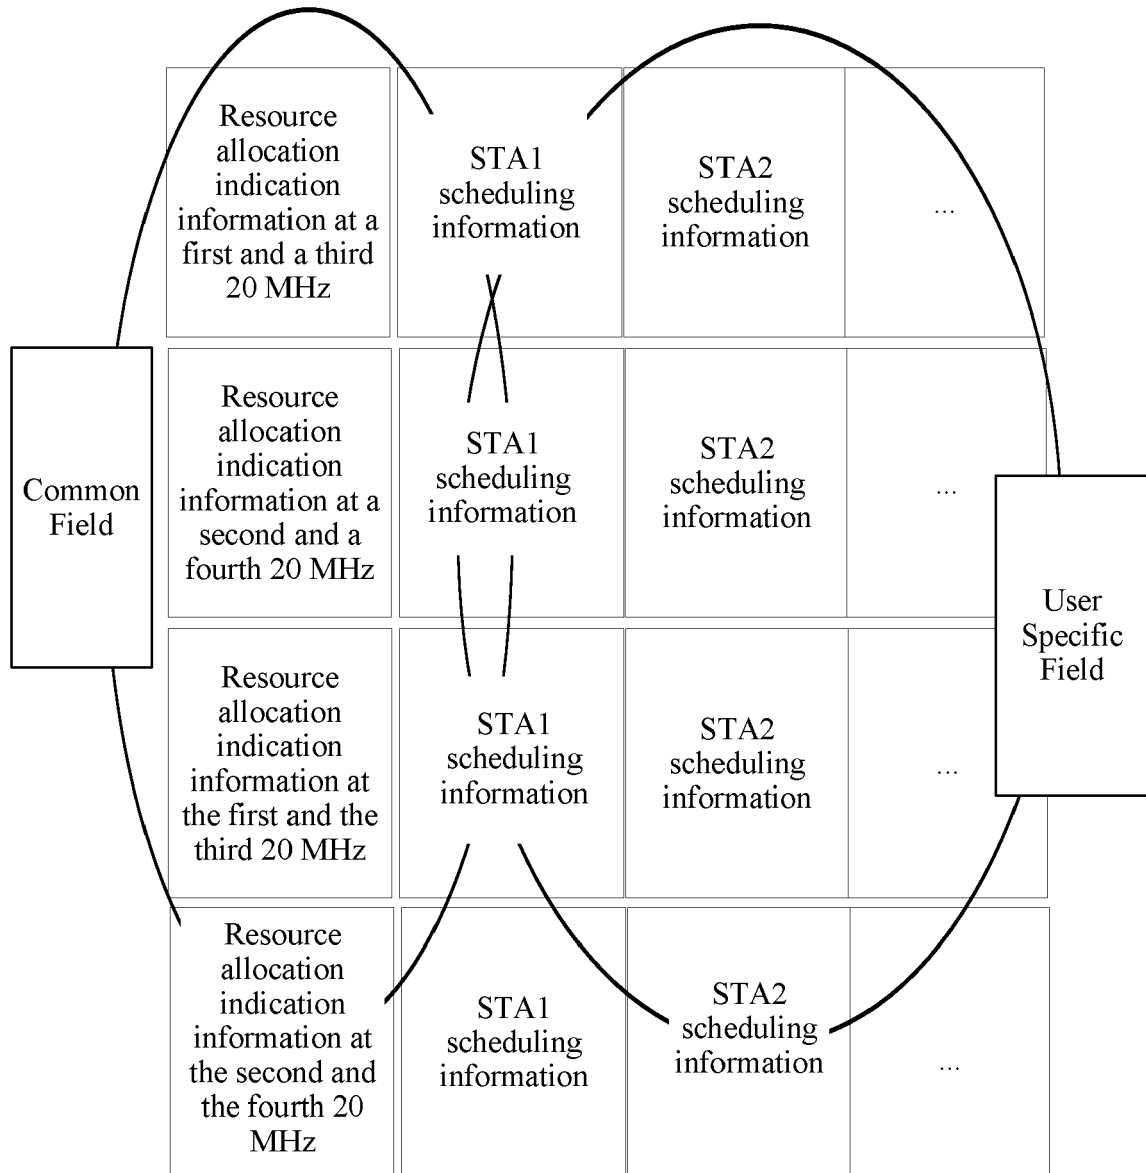 Resource
allocation
indication
information at a
first and a third
20 MHz
STA1
scheduling
information
STA2
scheduling
information
...
Common
Field
Resource
allocation
indication
information at a
second and a
fourth 20 MHz
STA1
scheduling
information
STA2
scheduling
information
...
User
Specific
Field
Resource
allocation
indication
information at
the first and the
third 20 MHz
STA1
scheduling
information
STA2
scheduling
information
...
Resource
allocation
indication
information at
the second and
the fourth 20
MHz
STA1
scheduling
information
STA2
scheduling
information
...